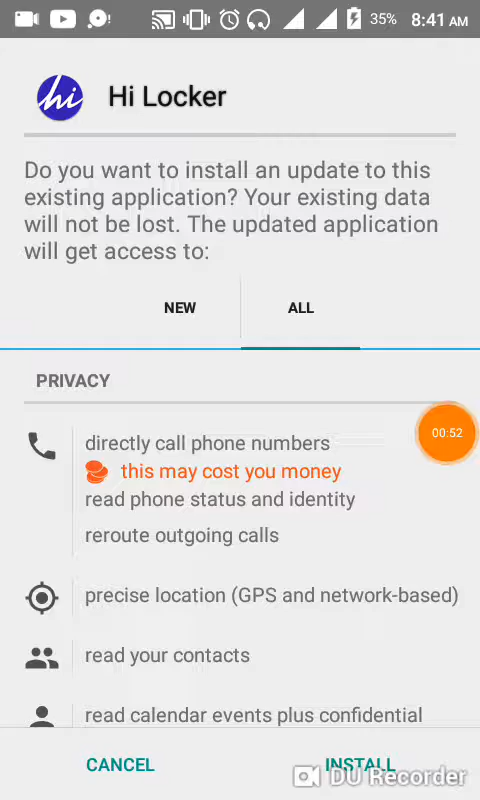 35% 8:41 AM
hi Hi Locker
Do you want to install an update to this
existing application? Your existing data
will not be lost. The updated application
will get access to:
NEW ALL
PRIVACY
directly call phone numbers
this may cost you money
read phone status and identity
reroute outgoing calls
00:52
precise location (GPS and network-based)
read your contacts
read calendar events plus confidential
CANCEL INSTALL
DU Recorder